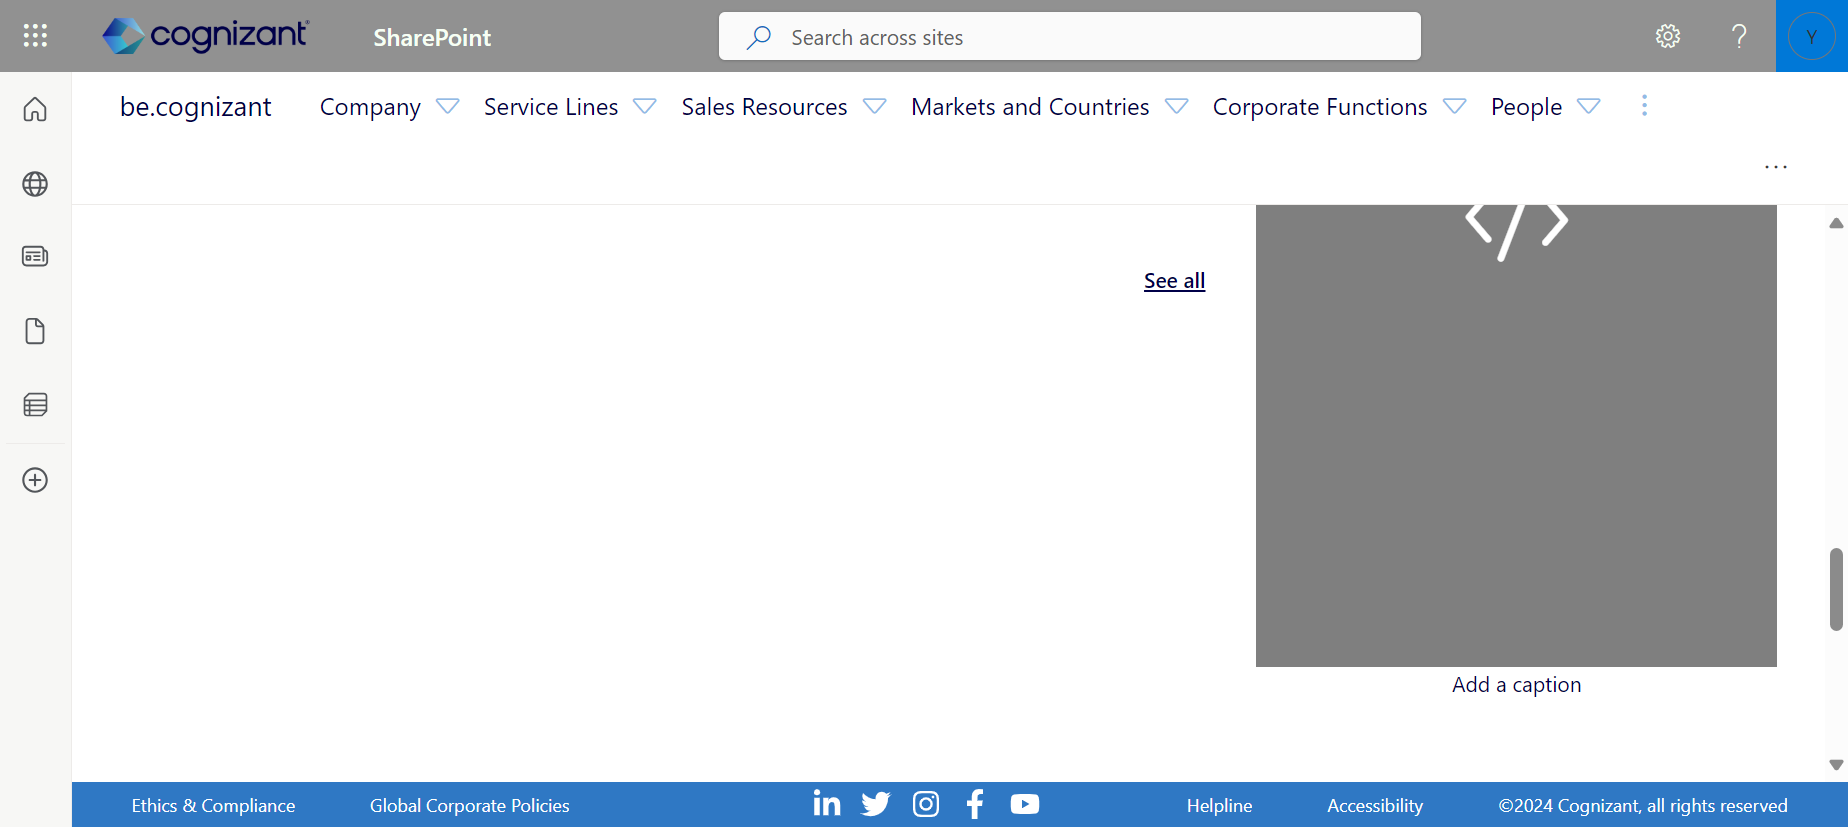 cognizant
SharePoint
Search across sites
Y
be.cognizant
Company
Service Lines
Sales Resources
Markets and Countries
Corporate Functions
People
See all
</>
Add a caption
Ethics & Compliance
Global Corporate Policies
Helpline
Accessibility
©2024 Cognizant, all rights reserved